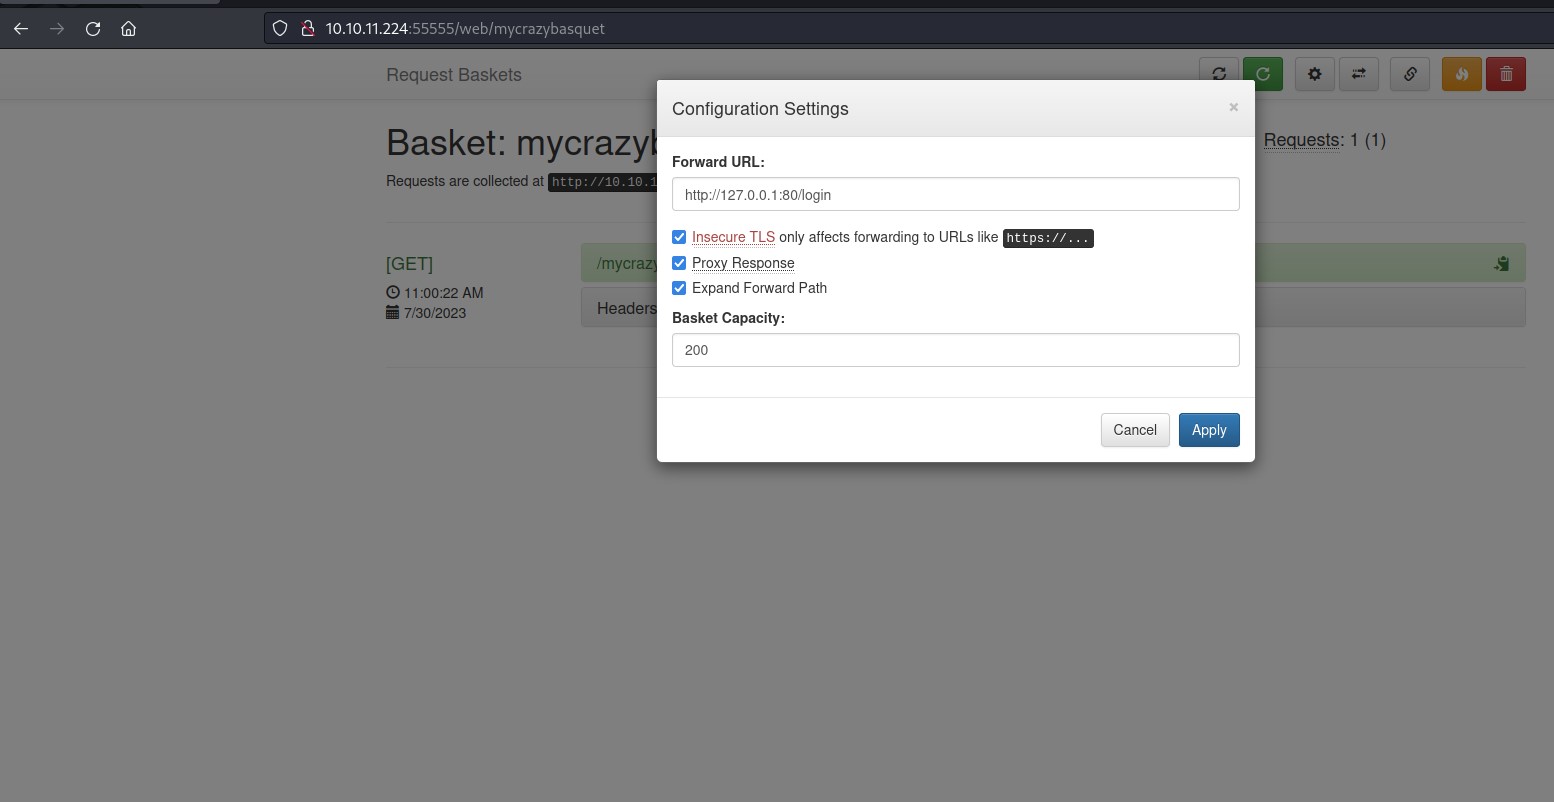 10.10.11.224:55555/web/mycrazybasquet
Request Baskets
Configuration Settings ×
Basket: mycrazyb
Requests: 1 (1)
Requests are collected at http://10.10.1
Forward URL:
http://127.0.0.1:80/login
Insecure TLS only affects forwarding to URLs like https://...
Proxy Response
Expand Forward Path
Basket Capacity:
200
Cancel
Apply
[GET]
11:00:22 AM
7/30/2023
/mycrazy
Headers